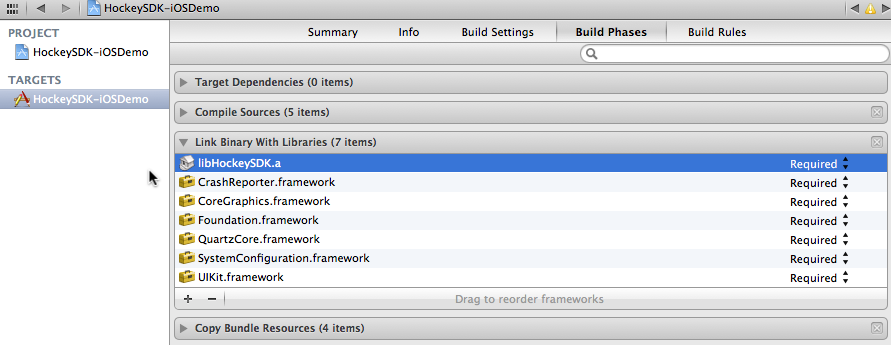 HockeySDK-iOSDemo
PROJECT
HockeySDK-iOSDemo
TARGETS
HockeySDK-iOSDemo
Summary Info Build Settings Build Phases Build Rules
Target Dependencies (0 items)
Compile Sources (5 items)
Link Binary With Libraries (7 items)
libHockeySDK.a Required
CrashReporter.framework Required
CoreGraphics.framework Required
Foundation.framework Required
QuartzCore.framework Required
SystemConfiguration.framework Required
UIKit.framework Required
Drag to reorder frameworks
Copy Bundle Resources (4 items)